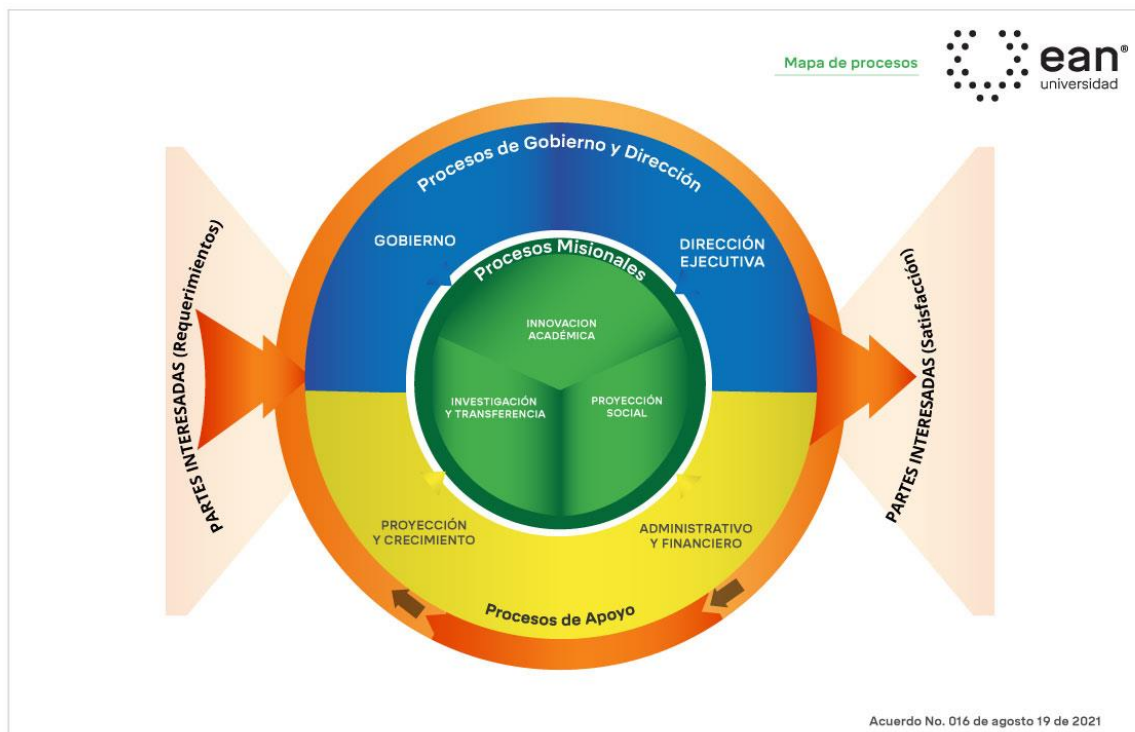 Mapa de procesos
ean®
universidad
Procesos de Gobierno y Dirección
GOBIERNO
DIRECCIÓN
EJECUTIVA
Procesos Misionales
INNOVACION
ACADÉMICA
INVESTIGACIÓN
Y TRANSFERENCIA
PROYECCIÓN
SOCIAL
PARTES INTERESADAS (Requerimientos)
PARTES INTERESADAS (Satisfacción)
PROYECCIÓN
Y CRECIMIENTO
ADMINISTRATIVO
Y FINANCIERO
Procesos de Apoyo
Acuerdo No. 016 de agosto 19 de 2021